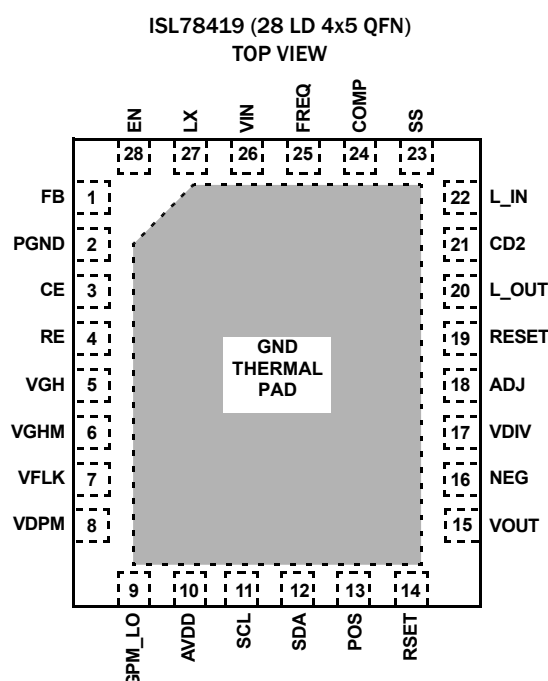 ISL78419 (28 LD 4x5 QFN)
TOP VIEW
EN
LX
VIN
FREQ
COMP
SS
28
27
26
25
24
23
FB 1
PGND 2
CE 3
RE 4
VGH 5
VGHM 6
VFLK 7
VDPM 8
GND
THERMAL
PAD
22 L_IN
21 CD2
20 L_OUT
19 RESET
18 ADJ
17 VDIV
16 NEG
15 VOUT
9
10
11
12
13
14
GPM_LO
AVDD
SCL
SDA
POS
RSET